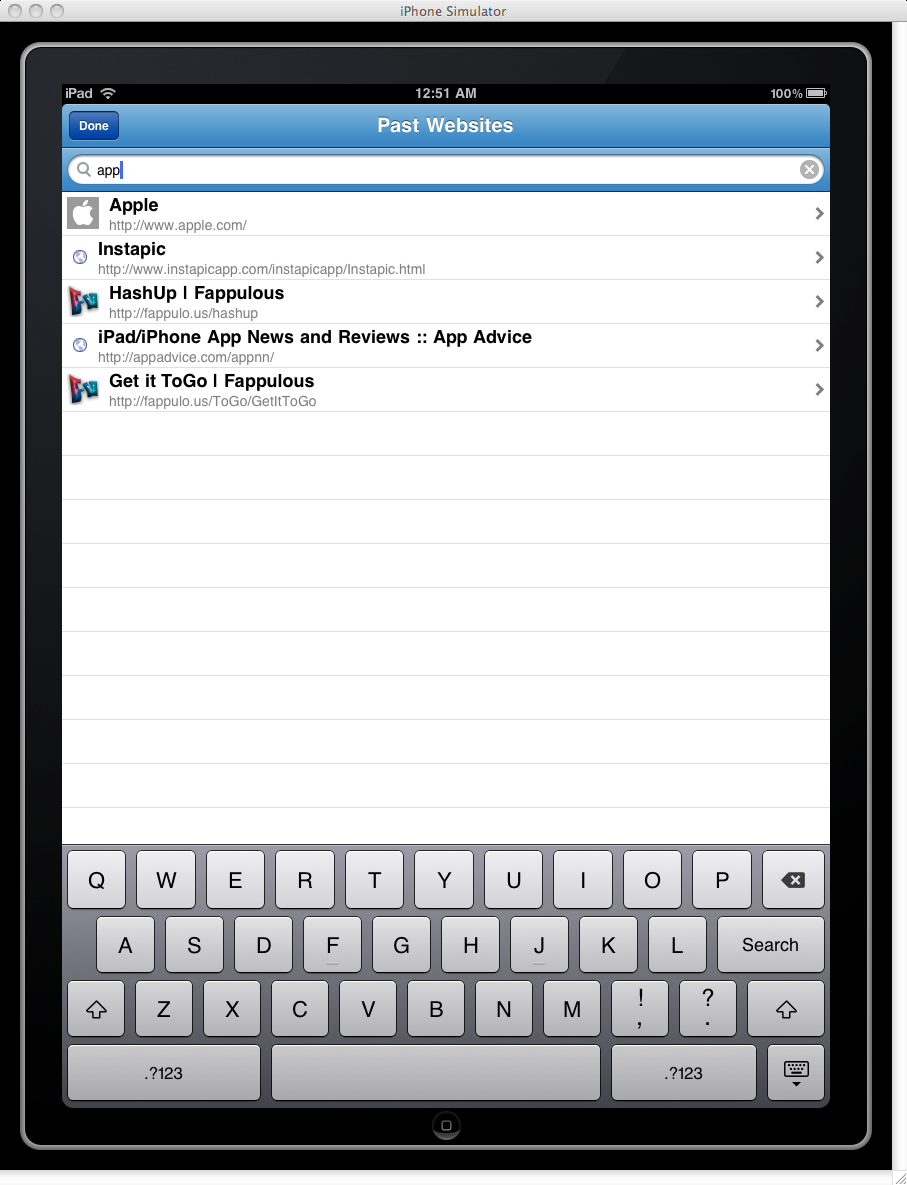 iPhone Simulator
iPad 12:51 AM 100%
Done Past Websites
app
Apple
http://www.apple.com/
Instapic
http://www.instapicapp.com/instapicapp/Instapic.html
HashUp | Fappulous
http://fappulo.us/hashup
iPad/iPhone App News and Reviews :: App Advice
http://appadvice.com/appnn/
Get it ToGo | Fappulous
http://fappulo.us/ToGo/GetItToGo
Q W E R T Y U I O P
A S D F G H J K L Search
Z X C V B N M ! , ? .
.?123 .?123